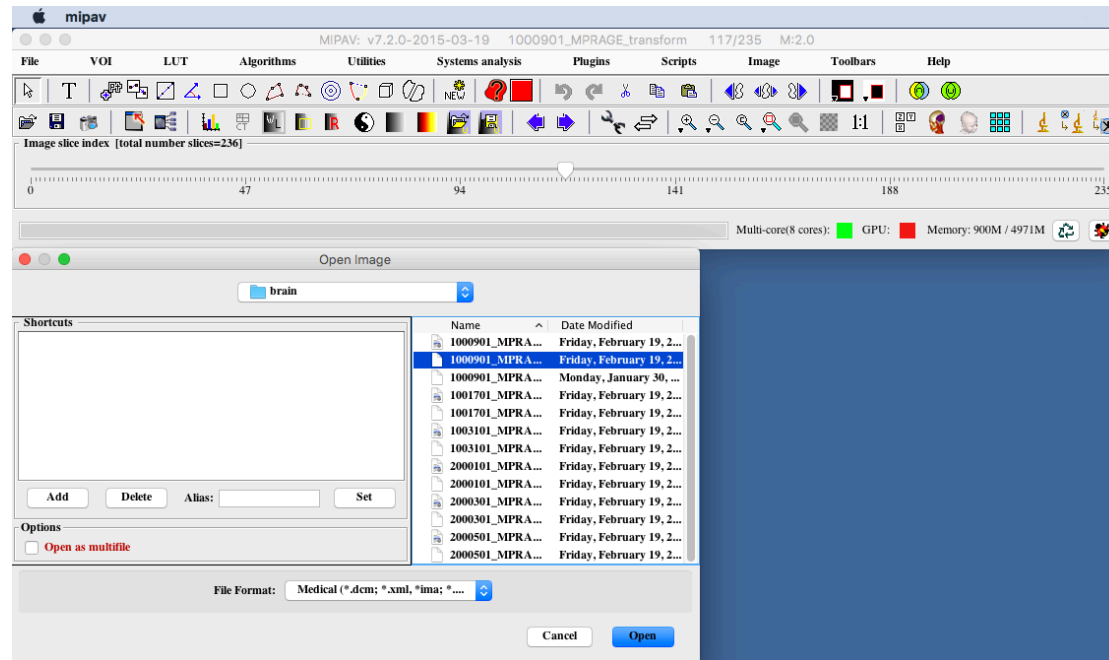 mipav
MIPAV: v7.2.0-2015-03-19 1000901_MPRAGE_transform 117/235 M:2.0
File VOI LUT Algorithms Utilities Systems analysis Plugins Scripts Image Toolbars Help
T NEW ?
WL R 1:1
Image slice index [total number slices=236]
0 47 94 141 188 235
Multi-core(8 cores): GPU: Memory: 900M / 4971M
Open Image
brain
Shortcuts
Name Date Modified
1000901_MPRA... Friday, February 19, 2...
1000901_MPRA... Friday, February 19, 2...
1000901_MPRA... Monday, January 30, ...
1001701_MPRA... Friday, February 19, 2...
1001701_MPRA... Friday, February 19, 2...
1003101_MPRA... Friday, February 19, 2...
1003101_MPRA... Friday, February 19, 2...
2000101_MPRA... Friday, February 19, 2...
2000101_MPRA... Friday, February 19, 2...
2000301_MPRA... Friday, February 19, 2...
2000301_MPRA... Friday, February 19, 2...
2000501_MPRA... Friday, February 19, 2...
2000501_MPRA... Friday, February 19, 2...
Add Delete Alias: Set
Options
Open as multifile
File Format: Medical (*.dcm; *.xml, *ima; *....
Cancel Open